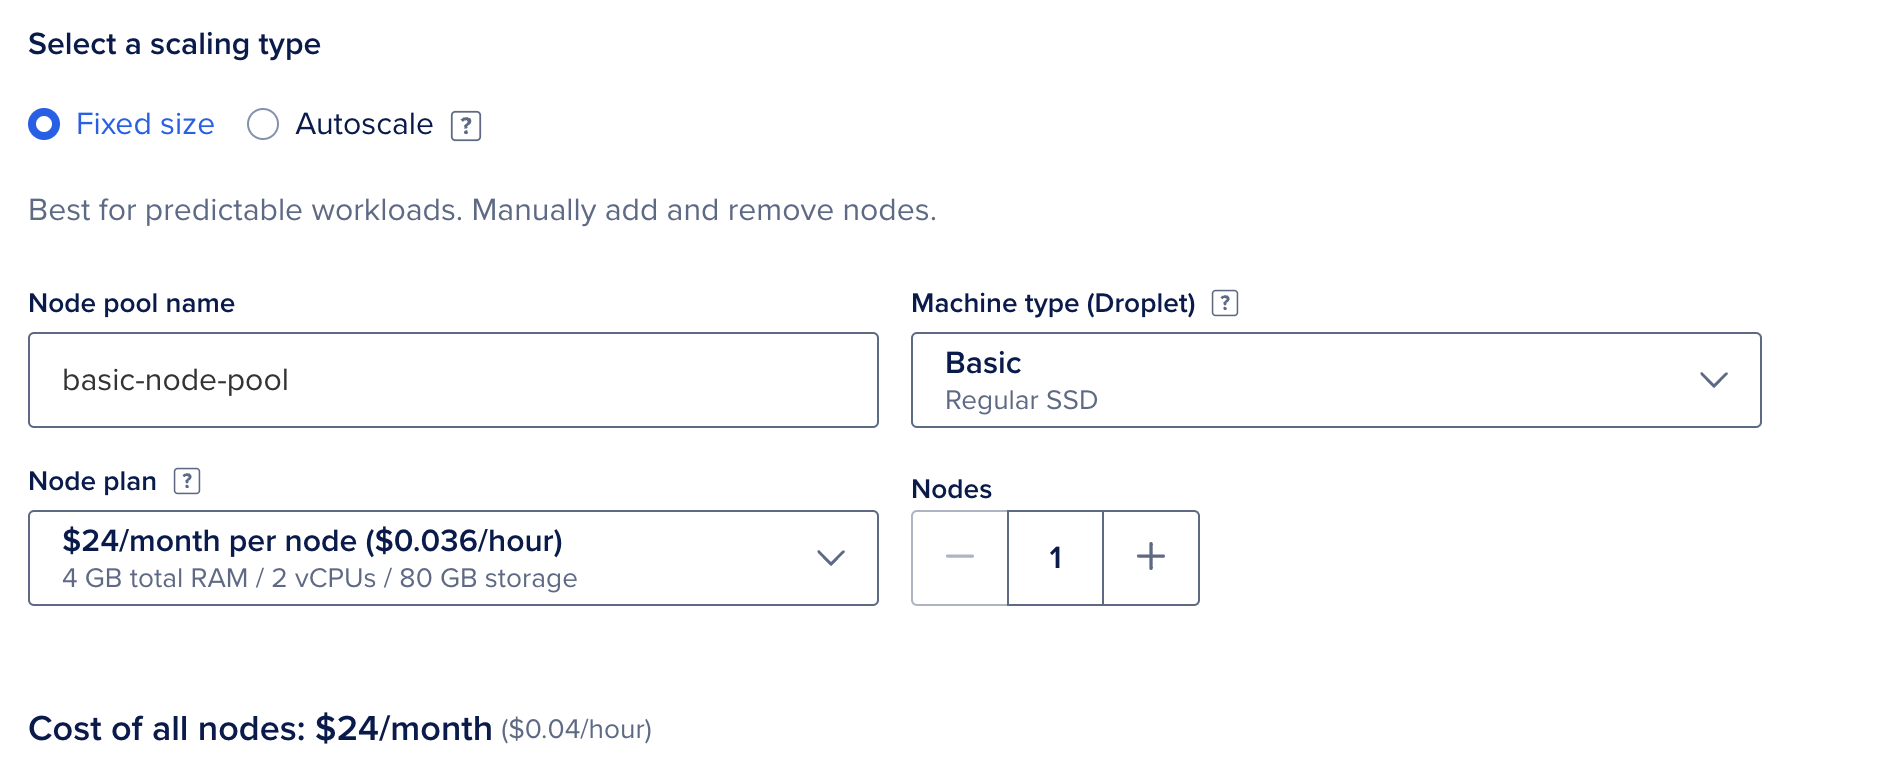 Select a scaling type
Fixed size
Autoscale ?
Best for predictable workloads. Manually add and remove nodes.
Node pool name
basic-node-pool
Machine type (Droplet) ?
Basic
Regular SSD
Node plan ?
$24/month per node ($0.036/hour)
4 GB total RAM / 2 vCPUs / 80 GB storage
Nodes
1
Cost of all nodes: $24/month ($0.04/hour)